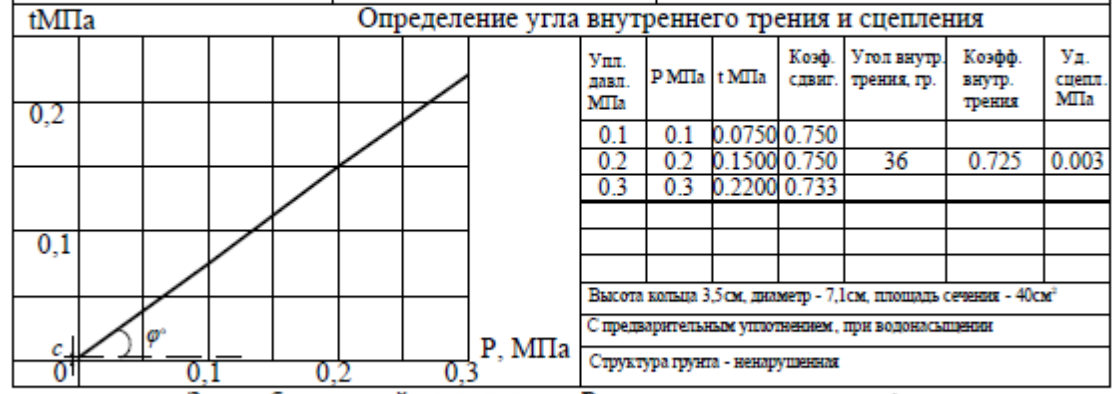 tМПа
Определение угла внутреннего трения и сцепления
0,2
0,1
c
φ°
0
0,1
0,2
0,3
P, МПа
Упл. давл. МПа
P МПа
t МПа
Коэф. сдвиг.
Угол внутр. трения, гр.
Коэфф. внутр. трения
Уд. сцепл. МПа
0.1 0.1 0.0750 0.750
0.2 0.2 0.1500 0.750 36 0.725 0.003
0.3 0.3 0.2200 0.733
Высота кольца 3,5см, диаметр - 7,1см, площадь сечения - 40см²
С предварительным уплотнением, при водонасыщении
Структура грунта - ненарушенная